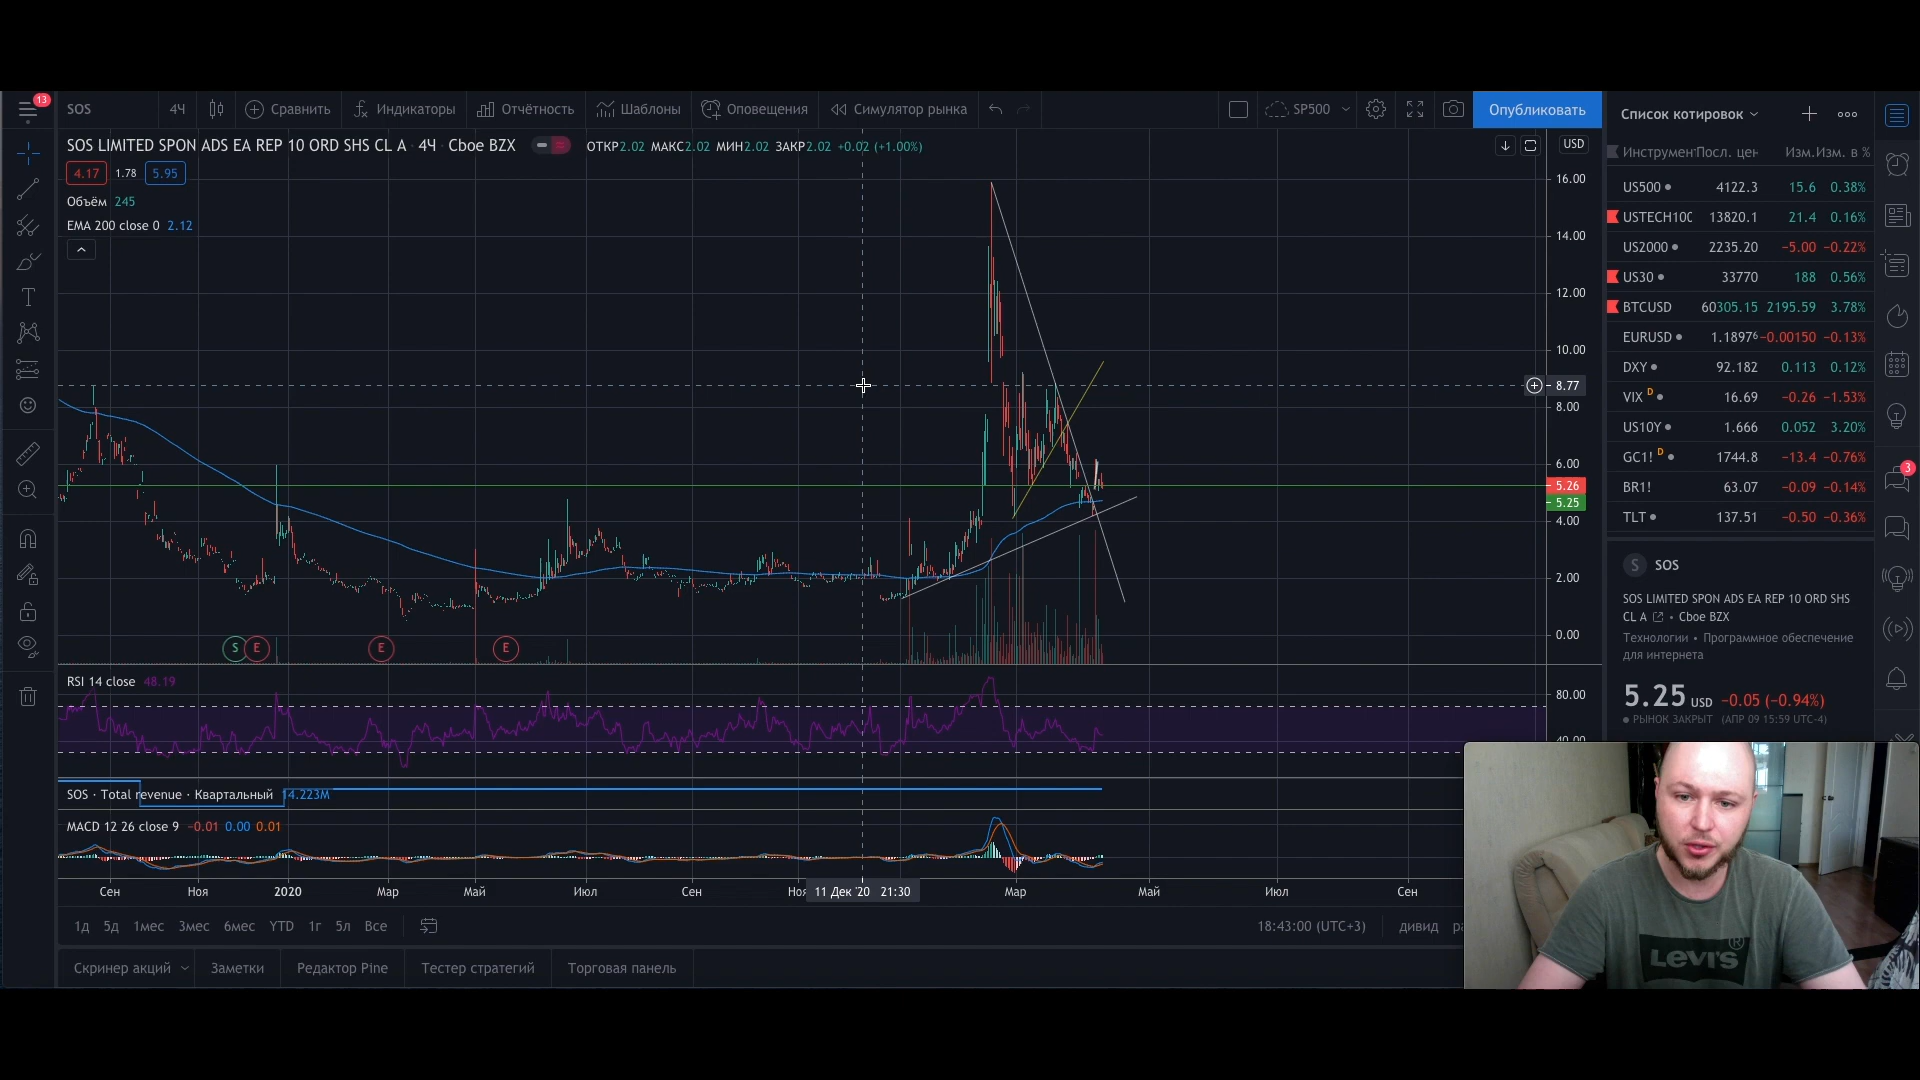 13
SOS
4Ч
Сравнить
Индикаторы
Отчётность
Шаблоны
Оповещения
Симулятор рынка
SP500
Опубликовать
SOS LIMITED SPON ADS EA REP 10 ORD SHS CL A · 4Ч · Cboe BZX
ОТКР2.02 МАКС2.02 МИН2.02 ЗАКР2.02 +0.02 (+1.00%)
USD
4.17 1.78 5.95
Объём 245
EMA 200 close 0 2.12
16.00
14.00
12.00
10.00
8.77
8.00
6.00
5.26
5.25
4.00
2.00
0.00
S E E E
RSI 14 close 48.19
80.00
40.00
SOS · Total revenue · Квартальный 14.223M
MACD 12 26 close 9 −0.01 0.00 0.01
Сен Ноя 2020 Мар Май Июл Сен Ноя 11 Дек '20 21:30 Мар Май Июл Сен
1д 5д 1мес 3мес 6мес YTD 1г 5л Все
18:43:00 (UTC+3) дивид
Скринер акций Заметки Редактор Pine Тестер стратегий Торговая панель
Список котировок
Инструмент Посл. цен Изм. Изм. в %
US500 4122.3 15.6 0.38%
USTECH100 13820.1 21.4 0.16%
US2000 2235.20 −5.00 −0.22%
US30 33770 188 0.56%
BTCUSD 60305.15 2195.59 3.78%
EURUSD 1.18976 −0.00150 −0.13%
DXY 92.182 0.113 0.12%
VIX D 16.69 −0.26 −1.53%
US10Y 1.666 0.052 3.20%
GC1! D 1744.8 −13.4 −0.76%
BR1! 63.07 −0.09 −0.14%
TLT 137.51 −0.50 −0.36%
3
S SOS
SOS LIMITED SPON ADS EA REP 10 ORD SHS
CL A • Cboe BZX
Технологии • Программное обеспечение
для интернета
5.25 USD −0.05 (−0.94%)
РЫНОК ЗАКРЫТ (АПР 09 15:59 UTC-4)
LEVI'S ®